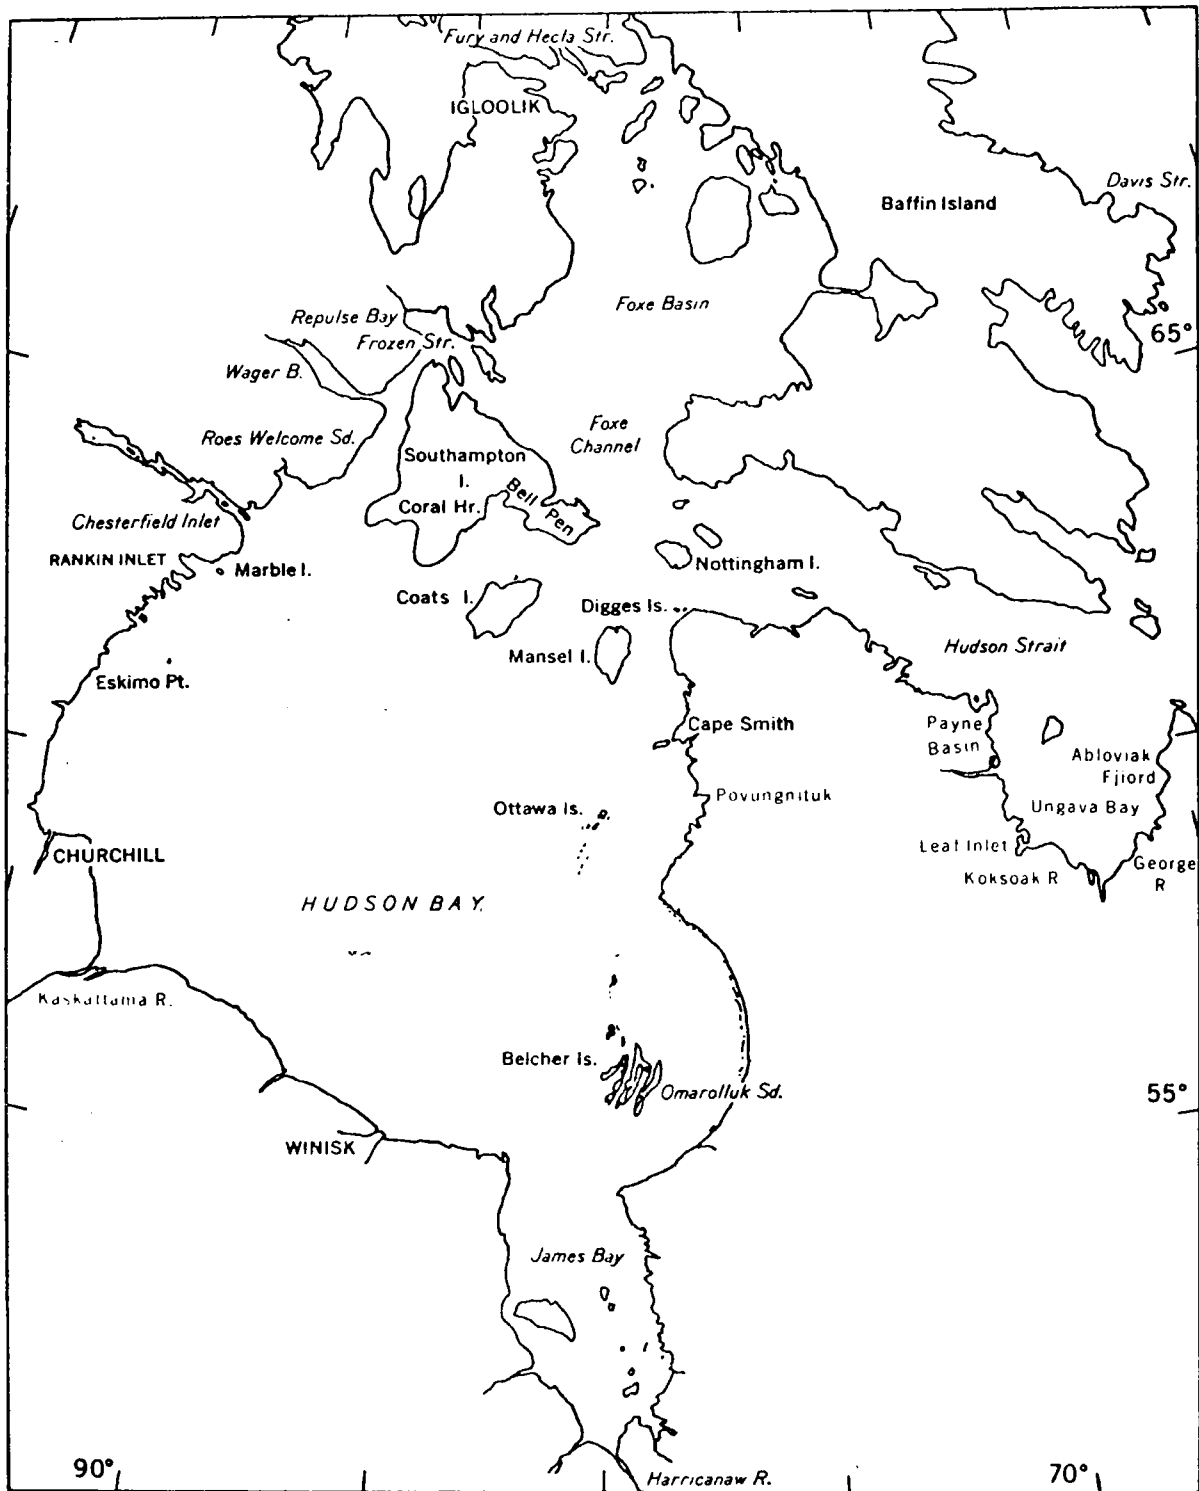 Fury and Hecla Str.
IGLOOLIK
Davis Str.
Baffin Island
Foxe Basin
Repulse Bay
65°
Frozen Str.
Wager B.
Roes Welcome Sd.
Foxe
Channel
Southampton
I.
Coral Hr.
Bell
Pen
Chesterfield Inlet
RANKIN INLET
Marble I.
Nottingham I.
Coats I.
Digges Is.
Mansel I.
Hudson Strait
Eskimo Pt.
Cape Smith
Payne
Basin
Abloviak
Fjiord
Povungnituk
Ottawa Is.
Ungava Bay
Leaf Inlet
CHURCHILL
George
R
Koksoak R
HUDSON BAY.
Kaskattama R.
Belcher Is.
Omarolluk Sd.
55°
WINISK
James Bay
90°
Harricanaw R.
70°